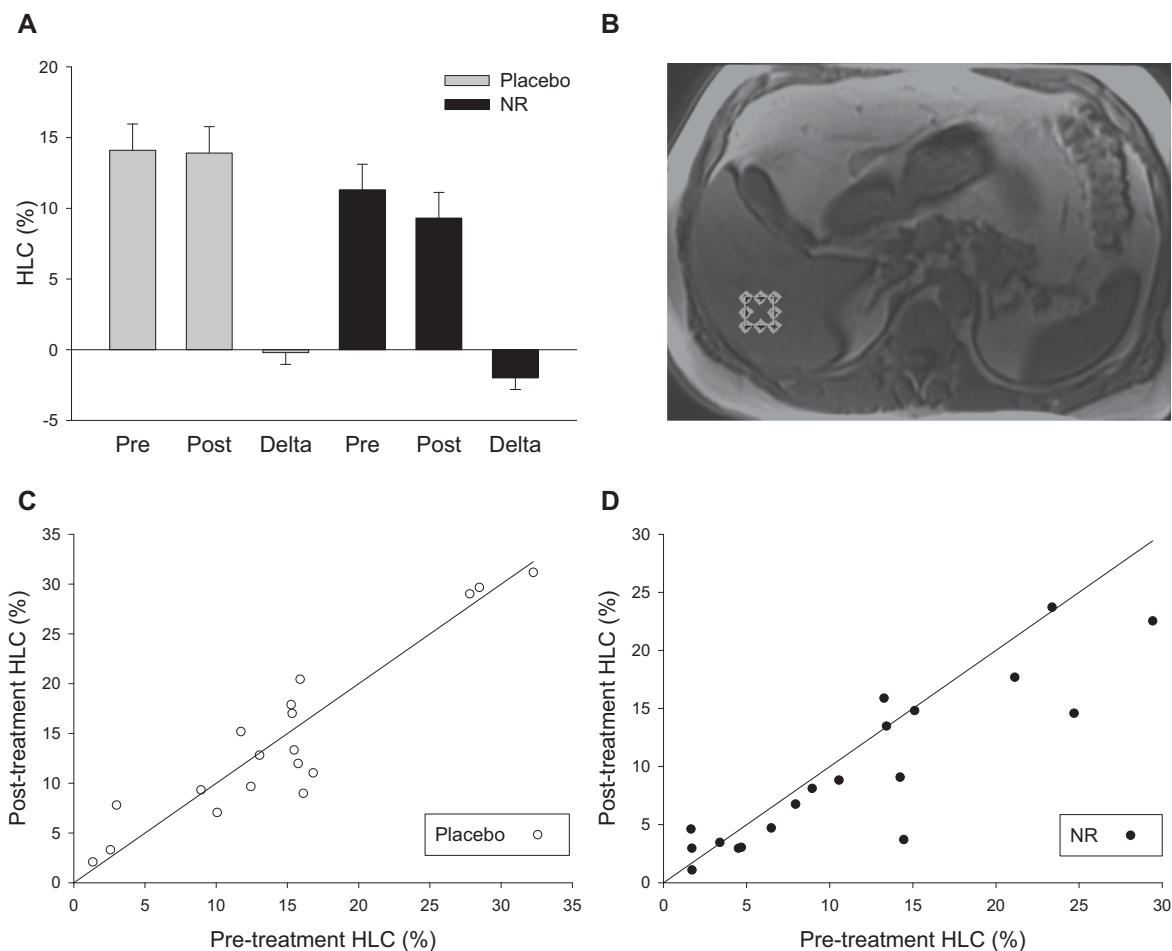 A
HLC (%)
20
15
10
5
0
-5
Placebo
NR
Pre Post Delta Pre Post Delta
B
C
Post-treatment HLC (%)
35
30
25
20
15
10
5
0
Placebo
0 5 10 15 20 25 30 35
Pre-treatment HLC (%)
D
Post-treatment HLC (%)
30
25
20
15
10
5
0
NR
0 5 10 15 20 25 30
Pre-treatment HLC (%)